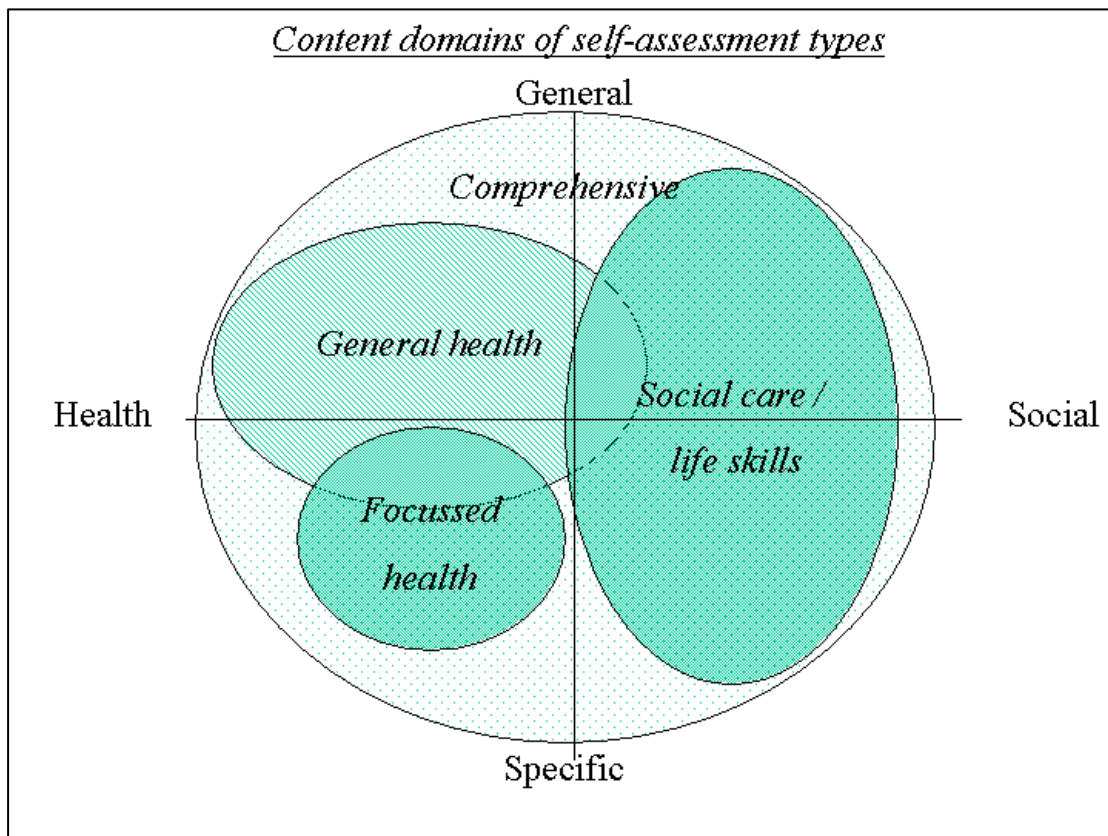 Content domains of self-assessment types
General
Comprehensive
General health
Health
Social care /
Social
life skills
Focussed
health
Specific